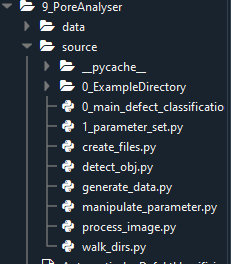 9_PoreAnalyser
data
source
__pycache__
0_ExampleDirectory
0_main_defect_classificatio
1_parameter_set.py
create_files.py
detect_obj.py
generate_data.py
manipulate_parameter.py
process_image.py
walk_dirs.py